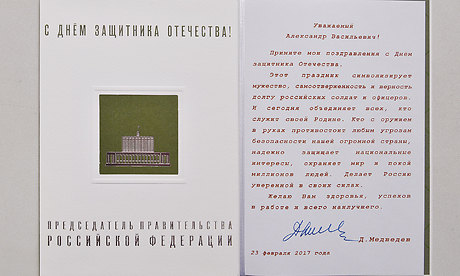 С ДНЁМ ЗАЩИТНИКА ОТЕЧЕСТВА!
ПРЕДСЕДАТЕЛЬ ПРАВИТЕЛЬСТВА
РОССИЙСКОЙ ФЕДЕРАЦИИ
Уважаемый
Александр Васильевич!
Примите мои поздравления с Днем
защитника Отечества.
Этот праздник символизирует
мужество, самоотверженность и верность
долгу российских солдат и офицеров.
И сегодня объединяет всех, кто
служит своей Родине. Кто с оружием
в руках противостоит любым угрозам
безопасности нашей огромной страны,
надежно защищает национальные
интересы, охраняет мир и покой
миллионов людей. Делает Россию
уверенной в своих силах.
Желаю Вам здоровья, успехов
в работе и всего наилучшего.
Д.Медведев
23 февраля 2017 года